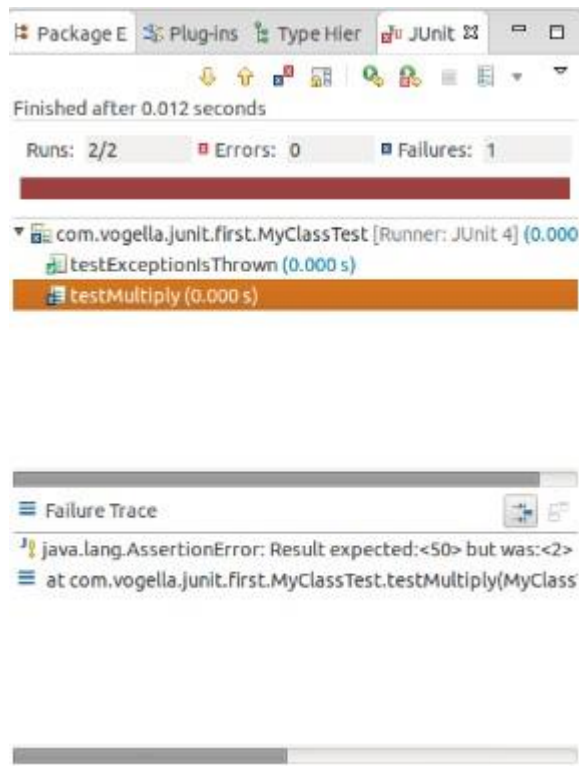 Package E Plug-ins Type Hier JUnit
Finished after 0.012 seconds
Runs: 2/2 Errors: 0 Failures: 1
com.vogella.junit.first.MyClassTest [Runner: JUnit 4] (0.000
testExceptionIsThrown (0.000 s)
testMultiply (0.000 s)
Failure Trace
java.lang.AssertionError: Result expected:<50> but was:<2>
at com.vogella.junit.first.MyClassTest.testMultiply(MyClass